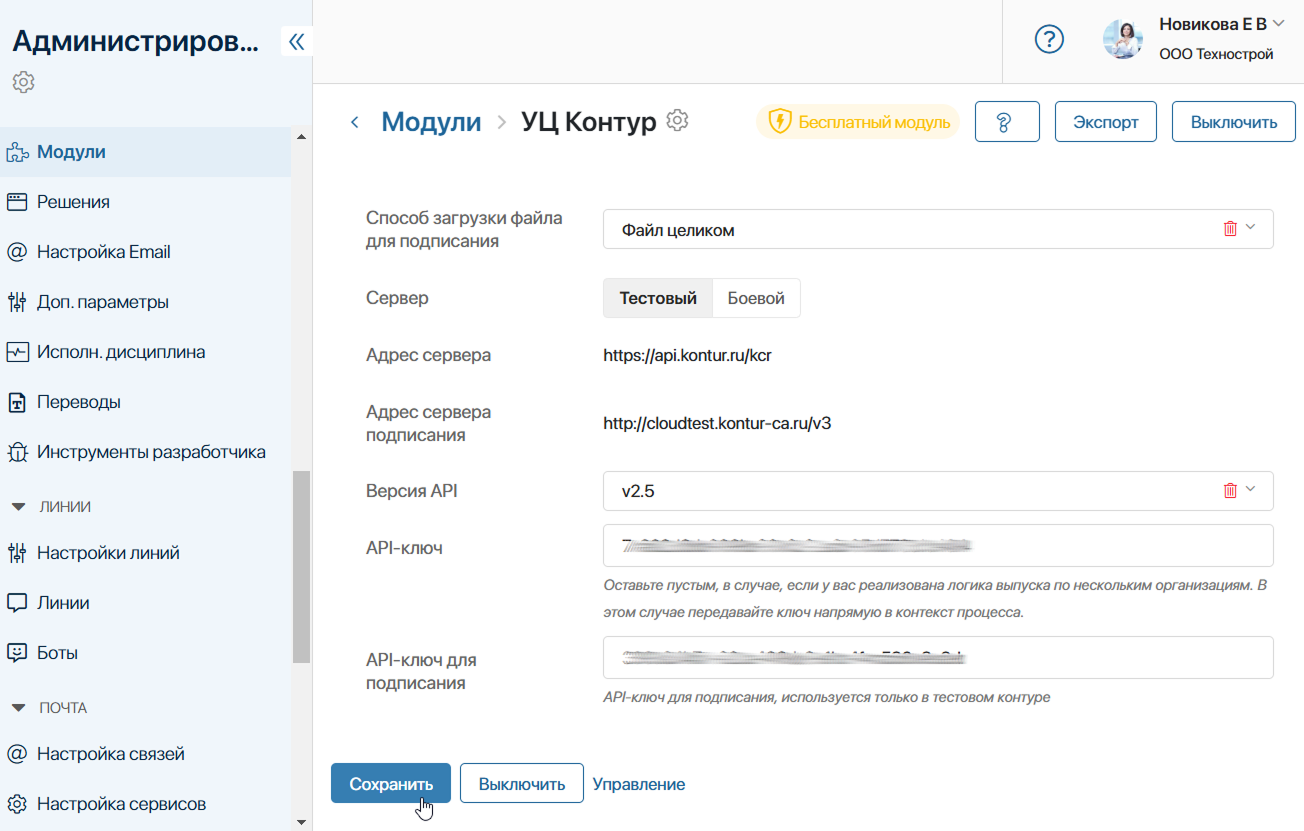 Администриров...
Новикова Е В
ООО Технострой
Модули
Решения
Настройка Email
Доп. параметры
Исполн. дисциплина
Переводы
Инструменты разработчика
ЛИНИИ
Настройки линий
Линии
Боты
ПОЧТА
Настройка связей
Настройка сервисов
Модули > УЦ Контур
Бесплатный модуль
?
Экспорт
Выключить
Способ загрузки файла
для подписания
Файл целиком
Сервер
Тестовый
Боевой
Адрес сервера
https://api.kontur.ru/kcr
Адрес сервера
подписания
http://cloudtest.kontur-ca.ru/v3
Версия API
v2.5
API-ключ
Оставьте пустым, в случае, если у вас реализована логика выпуска по нескольким организациям. В
этом случае передавайте ключ напрямую в контекст процесса.
API-ключ для
подписания
API-ключ для подписания, используется только в тестовом контуре
Сохранить
Выключить
Управление